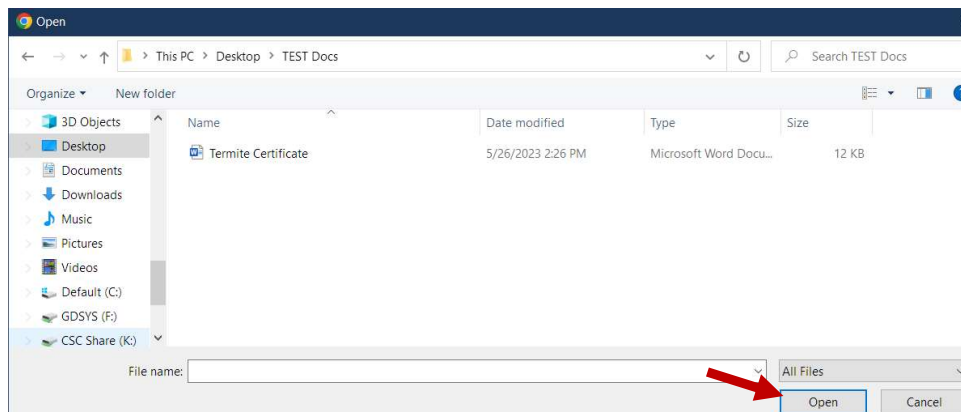 Open
This PC > Desktop > TEST Docs
Search TEST Docs
Organize
New folder
3D Objects
Desktop
Documents
Downloads
Music
Pictures
Videos
Default (C:)
GDSYS (F:)
CSC Share (K:)
Name Date modified Type Size
Termite Certificate 5/26/2023 2:26 PM Microsoft Word Docu... 12 KB
File name:
All Files
Open Cancel